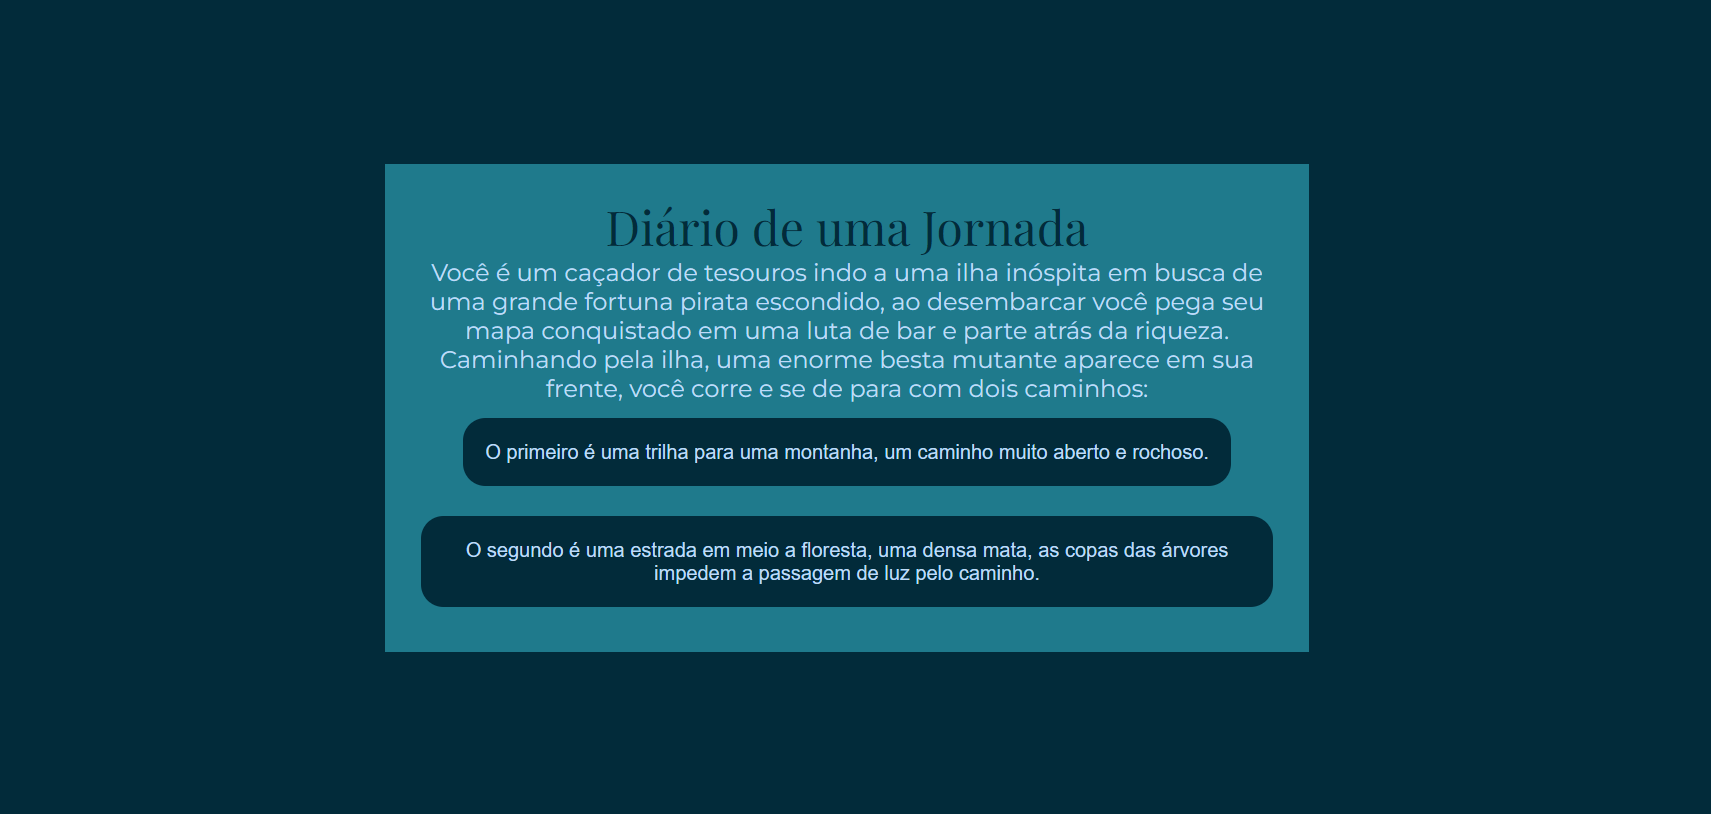 Diário de uma Jornada
Você é um caçador de tesouros indo a uma ilha inóspita em busca de
uma grande fortuna pirata escondido, ao desembarcar você pega seu
mapa conquistado em uma luta de bar e parte atrás da riqueza.
Caminhando pela ilha, uma enorme besta mutante aparece em sua
frente, você corre e se de para com dois caminhos:
O primeiro é uma trilha para uma montanha, um caminho muito aberto e rochoso.
O segundo é uma estrada em meio a floresta, uma densa mata, as copas das árvores
impedem a passagem de luz pelo caminho.